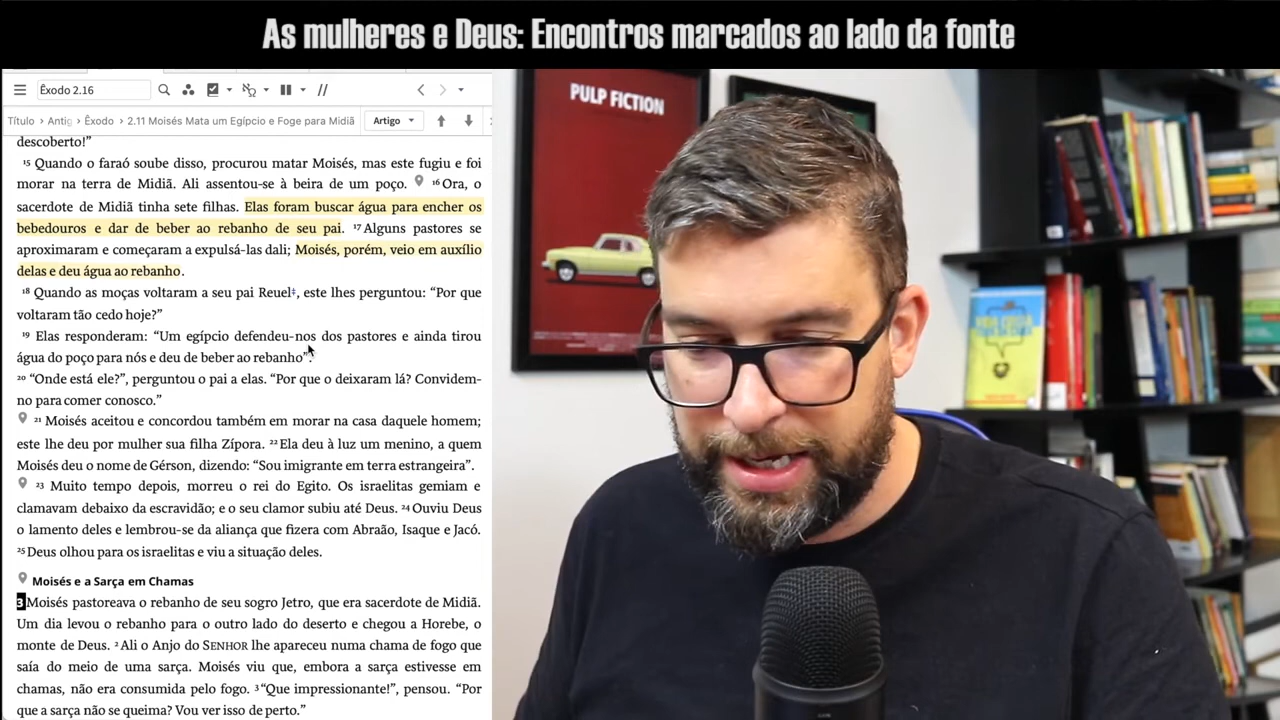 As mulheres e Deus: Encontros marcados ao lado da fonte
Êxodo 2.16
Título › Antig › Êxodo › 2.11 Moisés Mata um Egípcio e Foge para Midiã
Artigo
descoberto!”
15 Quando o faraó soube disso, procurou matar Moisés, mas este fugiu e foi
morar na terra de Midiã. Ali assentou-se à beira de um poço. 16 Ora, o
sacerdote de Midiã tinha sete filhas. Elas foram buscar água para encher os
bebedouros e dar de beber ao rebanho de seu pai. 17 Alguns pastores se
aproximaram e começaram a expulsá-las dali; Moisés, porém, veio em auxílio
delas e deu água ao rebanho.
18 Quando as moças voltaram a seu pai Reuel‡, este lhes perguntou: “Por que
voltaram tão cedo hoje?”
19 Elas responderam: “Um egípcio defendeu-nos dos pastores e ainda tirou
água do poço para nós e deu de beber ao rebanho”.
20 “Onde está ele?”, perguntou o pai a elas. “Por que o deixaram lá? Convidem-
no para comer conosco.”
21 Moisés aceitou e concordou também em morar na casa daquele homem;
este lhe deu por mulher sua filha Zípora. 22 Ela deu à luz um menino, a quem
Moisés deu o nome de Gérson, dizendo: “Sou imigrante em terra estrangeira”.
23 Muito tempo depois, morreu o rei do Egito. Os israelitas gemiam e
clamavam debaixo da escravidão; e o seu clamor subiu até Deus. 24 Ouviu Deus
o lamento deles e lembrou-se da aliança que fizera com Abraão, Isaque e Jacó.
25 Deus olhou para os israelitas e viu a situação deles.
Moisés e a Sarça em Chamas
3 Moisés pastoreava o rebanho de seu sogro Jetro, que era sacerdote de Midiã.
Um dia levou o rebanho para o outro lado do deserto e chegou a Horebe, o
monte de Deus. 2 Ali o Anjo do SENHOR lhe apareceu numa chama de fogo que
saía do meio de uma sarça. Moisés viu que, embora a sarça estivesse em
chamas, não era consumida pelo fogo. 3 “Que impressionante!”, pensou. “Por
que a sarça não se queima? Vou ver isso de perto.”
PULP FICTION